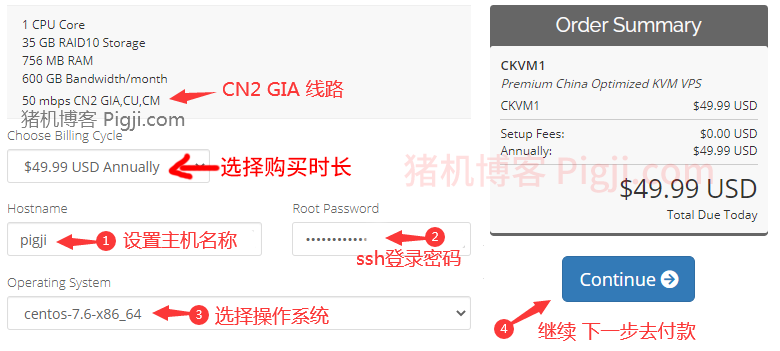 1 CPU Core
35 GB RAID10 Storage
756 MB RAM
600 GB Bandwidth/month
50 mbps CN2 GIA,CU,CM
CN2 GIA 线路
猪机博客 Pigji.com
Choose Billing Cycle
$49.99 USD Annually
选择购买时长
Hostname
pigji
1 设置主机名称
Root Password
••••••••••••
2
ssh登录密码
Operating System
centos-7.6-x86_64
3 选择操作系统
Order Summary
CKVM1
Premium China Optimized KVM VPS
CKVM1 $49.99 USD
Setup Fees: $0.00 USD
Annually: $49.99 USD
猪机博客 Pigji.com
$49.99 USD
Total Due Today
Continue
4 继续 下一步去付款